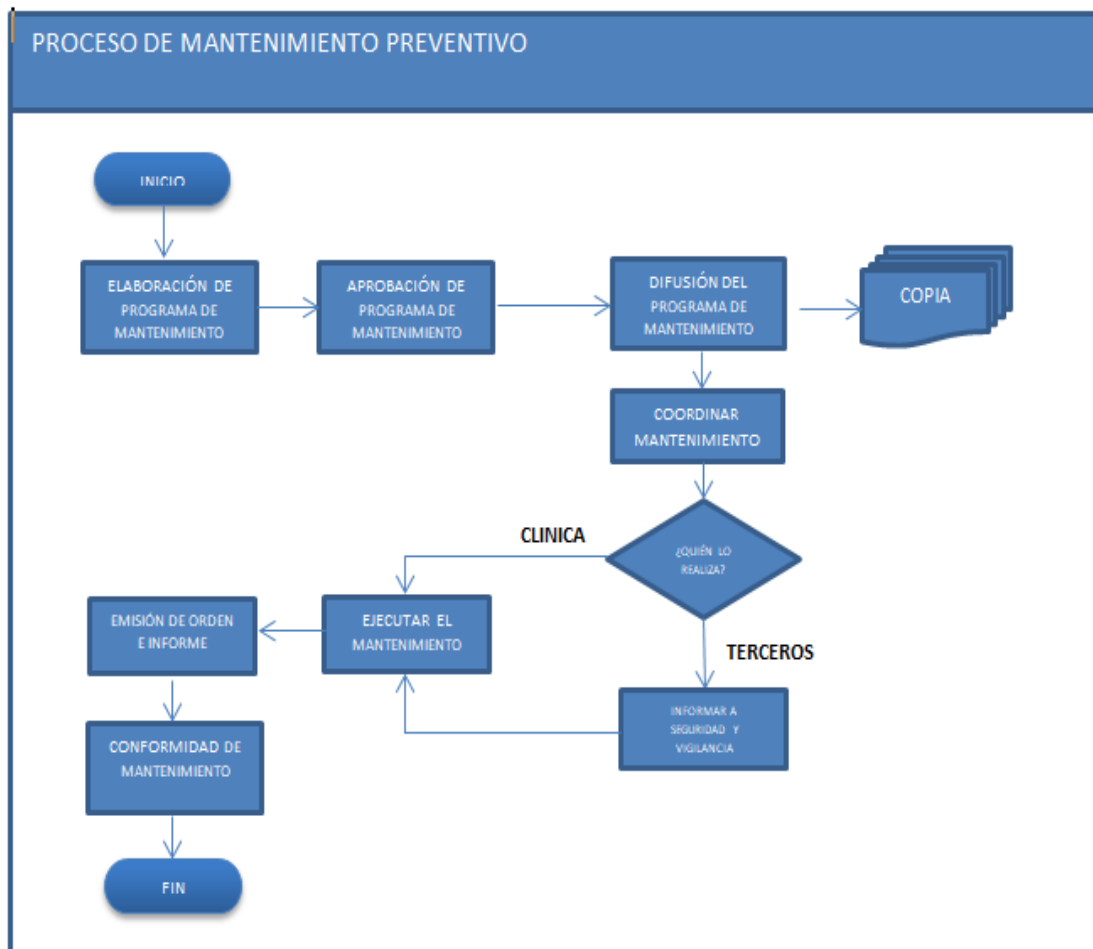 PROCESO DE MANTENIMIENTO PREVENTIVO
INICIO
ELABORACIÓN DE
PROGRAMA DE
MANTENIMIENTO
APROBACIÓN DE
PROGRAMA DE
MANTENIMIENTO
DIFUSIÓN DEL
PROGRAMA DE
MANTENIMIENTO
COPIA
COORDINAR
MANTENIMIENTO
¿QUIÉN LO
REALIZA?
CLINICA
TERCEROS
INFORMAR A
SEGURIDAD Y
VIGILANCIA
EJECUTAR EL
MANTENIMIENTO
EMISIÓN DE ORDEN
E INFORME
CONFORMIDAD DE
MANTENIMIENTO
FIN